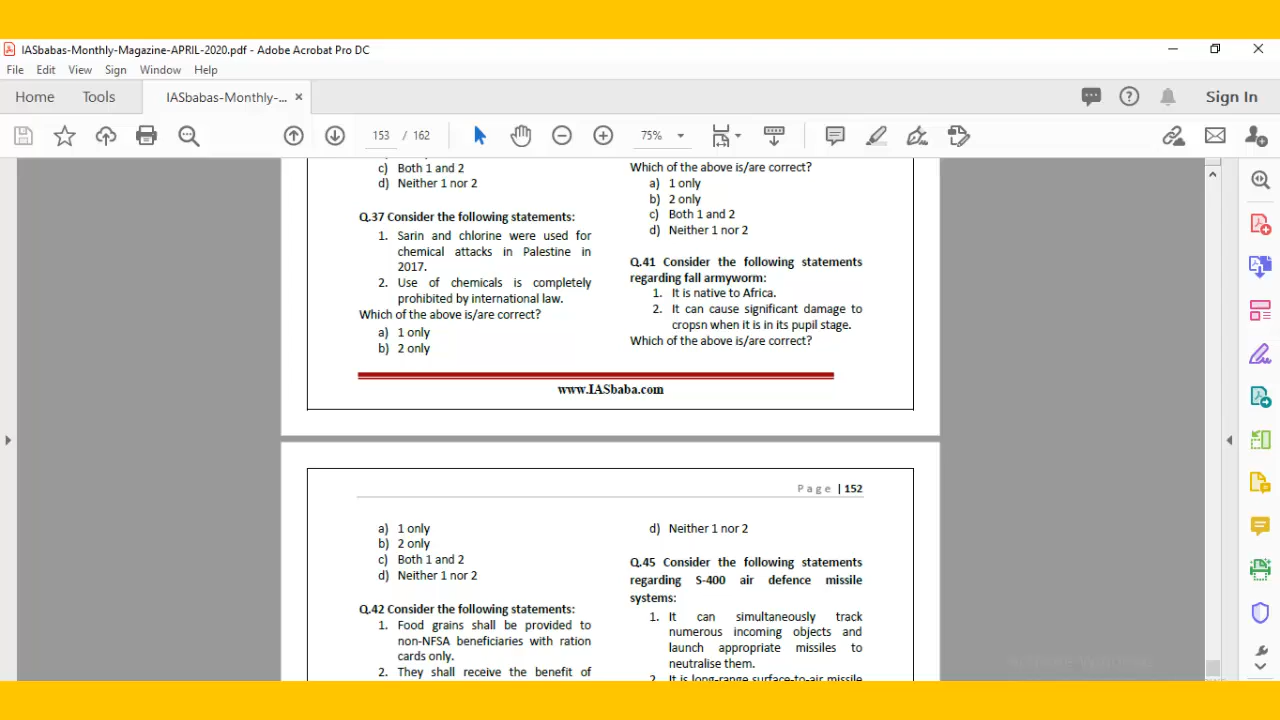 IASbabas-Monthly-Magazine-APRIL-2020.pdf - Adobe Acrobat Pro DC
File Edit View Sign Window Help
Home Tools IASbabas-Monthly-... × Sign In
153 / 162 75%
c) Both 1 and 2
d) Neither 1 nor 2
Q.37 Consider the following statements:
1. Sarin and chlorine were used for
chemical attacks in Palestine in
2017.
2. Use of chemicals is completely
prohibited by international law.
Which of the above is/are correct?
a) 1 only
b) 2 only
Which of the above is/are correct?
a) 1 only
b) 2 only
c) Both 1 and 2
d) Neither 1 nor 2
Q.41 Consider the following statements
regarding fall armyworm:
1. It is native to Africa.
2. It can cause significant damage to
cropsn when it is in its pupil stage.
Which of the above is/are correct?
www.IASbaba.com
Page | 152
a) 1 only
b) 2 only
c) Both 1 and 2
d) Neither 1 nor 2
Q.42 Consider the following statements:
1. Food grains shall be provided to
non-NFSA beneficiaries with ration
cards only.
2. They shall receive the benefit of
d) Neither 1 nor 2
Q.45 Consider the following statements
regarding S-400 air defence missile
systems:
1. It can simultaneously track
numerous incoming objects and
launch appropriate missiles to
neutralise them.
2. It is long-range surface-to-air missile